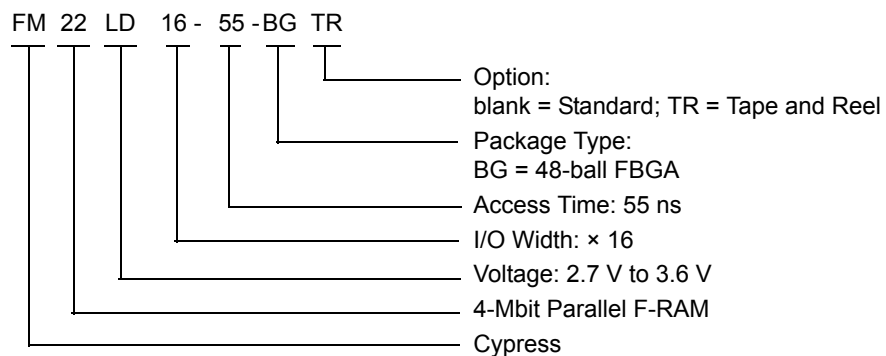 FM 22 LD 16 - 55 - BG TR
Option:
blank = Standard; TR = Tape and Reel
Package Type:
BG = 48-ball FBGA
Access Time: 55 ns
I/O Width: × 16
Voltage: 2.7 V to 3.6 V
4-Mbit Parallel F-RAM
Cypress